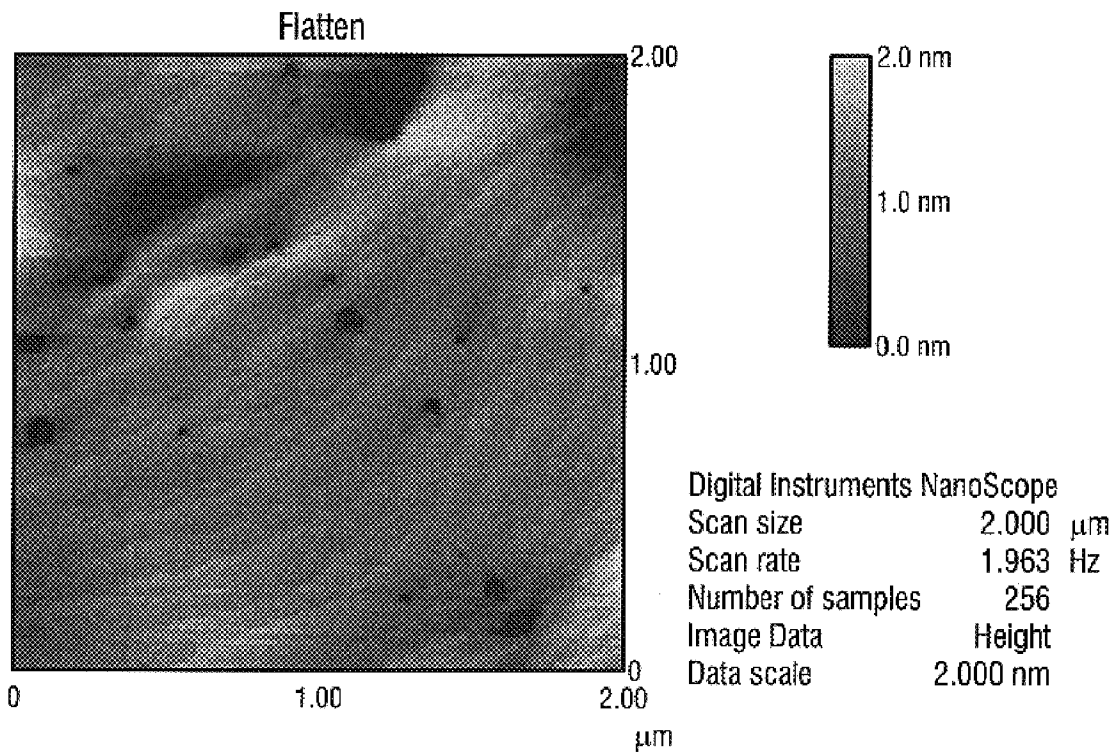 Flatten
2.00
1.00
0
0
1.00
2.00
μm
2.0 nm
1.0 nm
0.0 nm
Digital Instruments NanoScope
Scan size 2.000 μm
Scan rate 1.963 Hz
Number of samples 256
Image Data Height
Data scale 2.000 nm